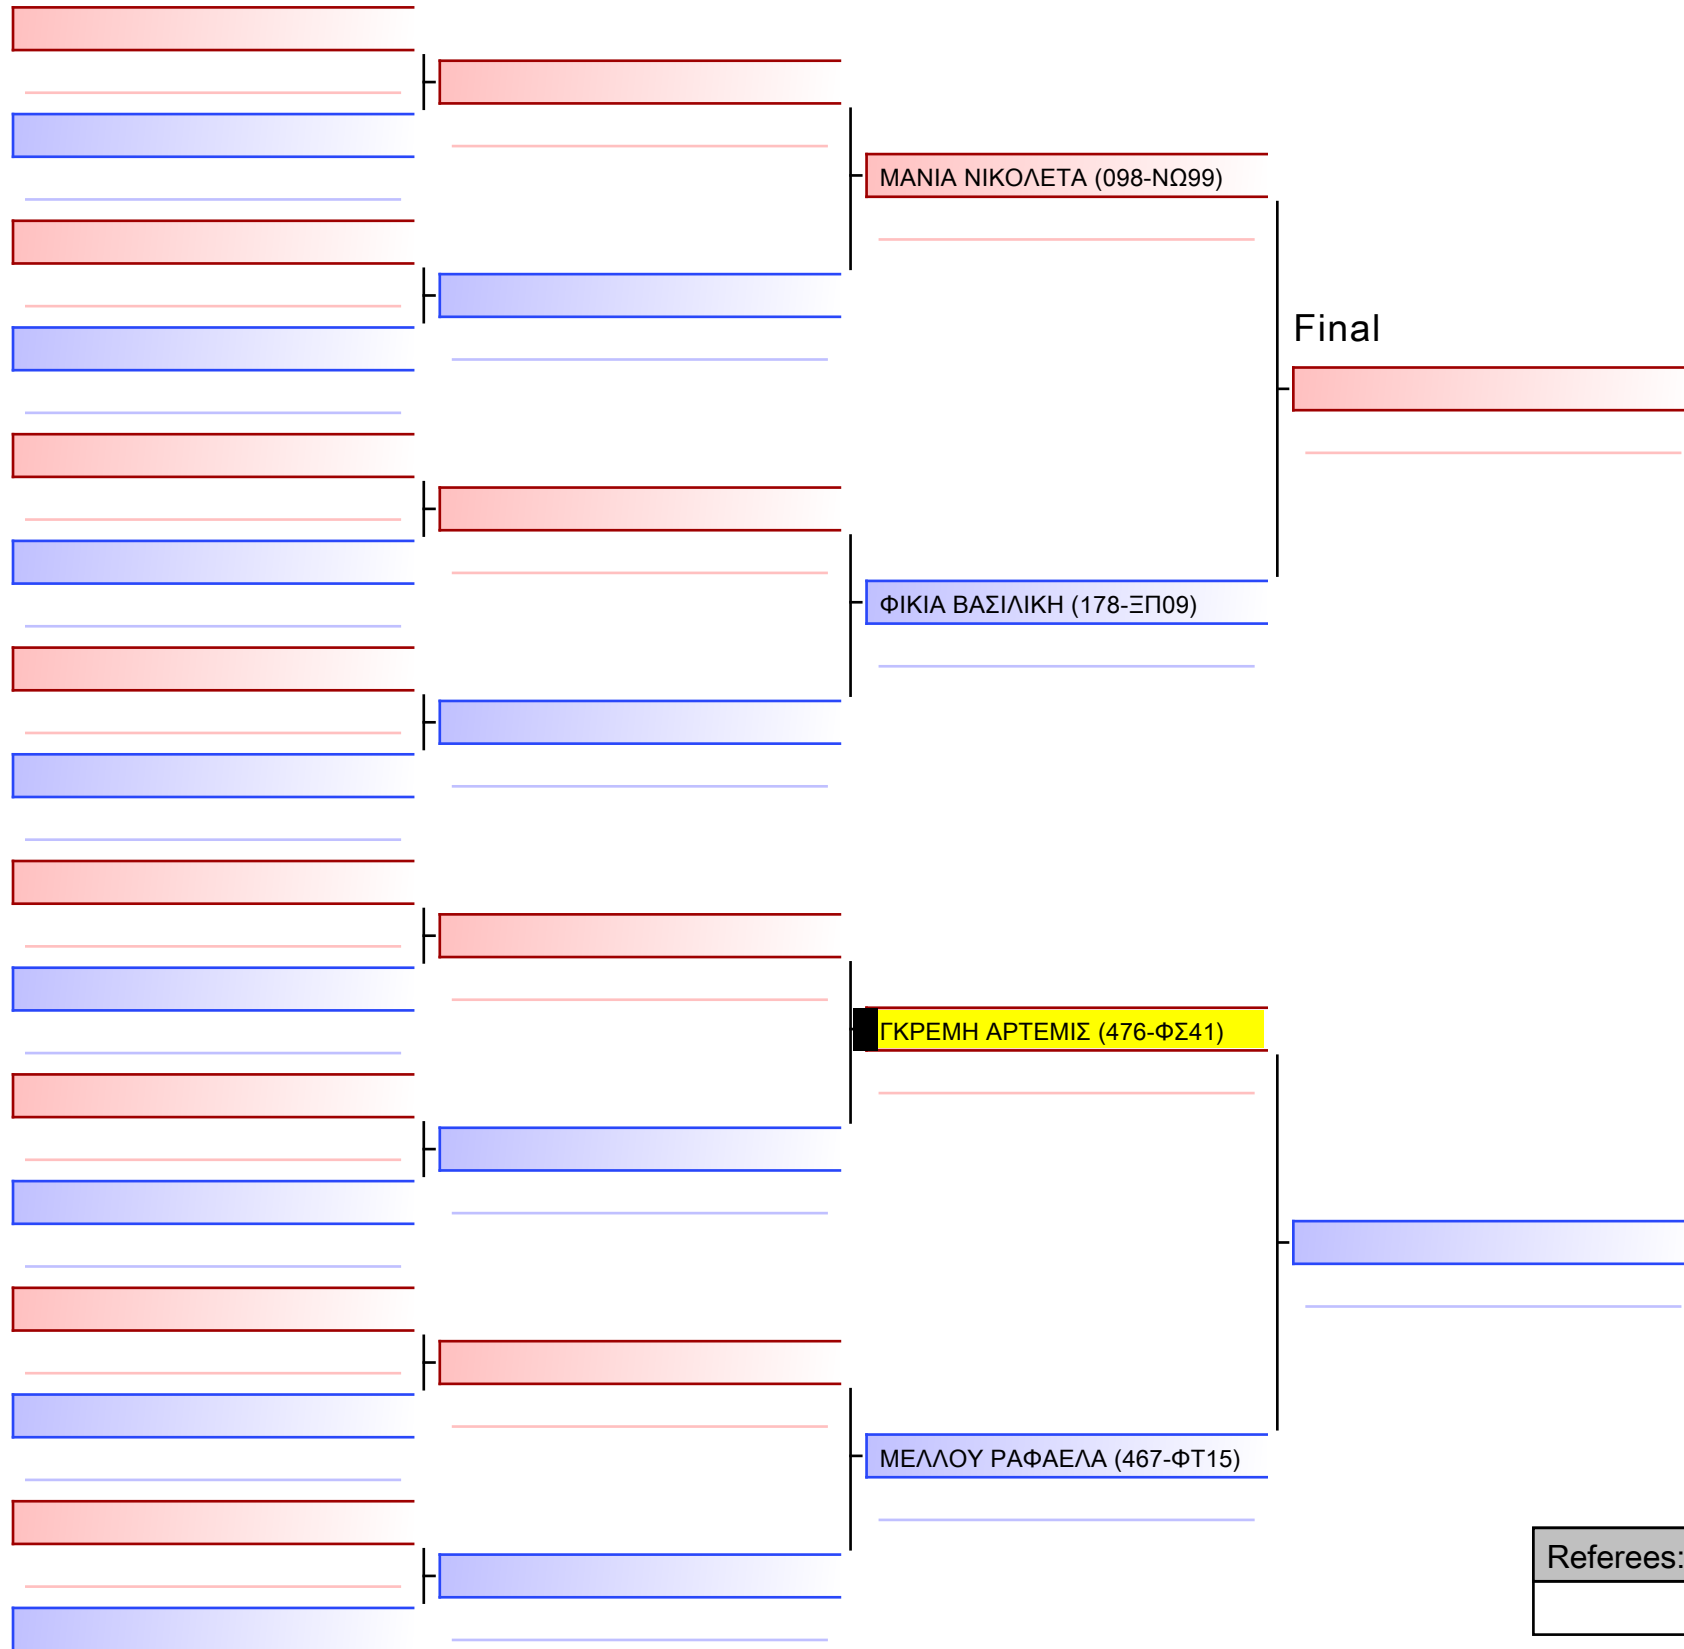 ΜΑΝΙΑ ΝΙΚΟΛΕΤΑ (098-ΝΩ99)
Final
ΦΙΚΙΑ ΒΑΣΙΛΙΚΗ (178-ΞΠ09)
ΓΚΡΕΜΗ ΑΡΤΕΜΙΣ (476-ΦΣ41)
ΜΕΛΛΟΥ ΡΑΦΑΕΛΑ (467-ΦΤ15)
Referees: